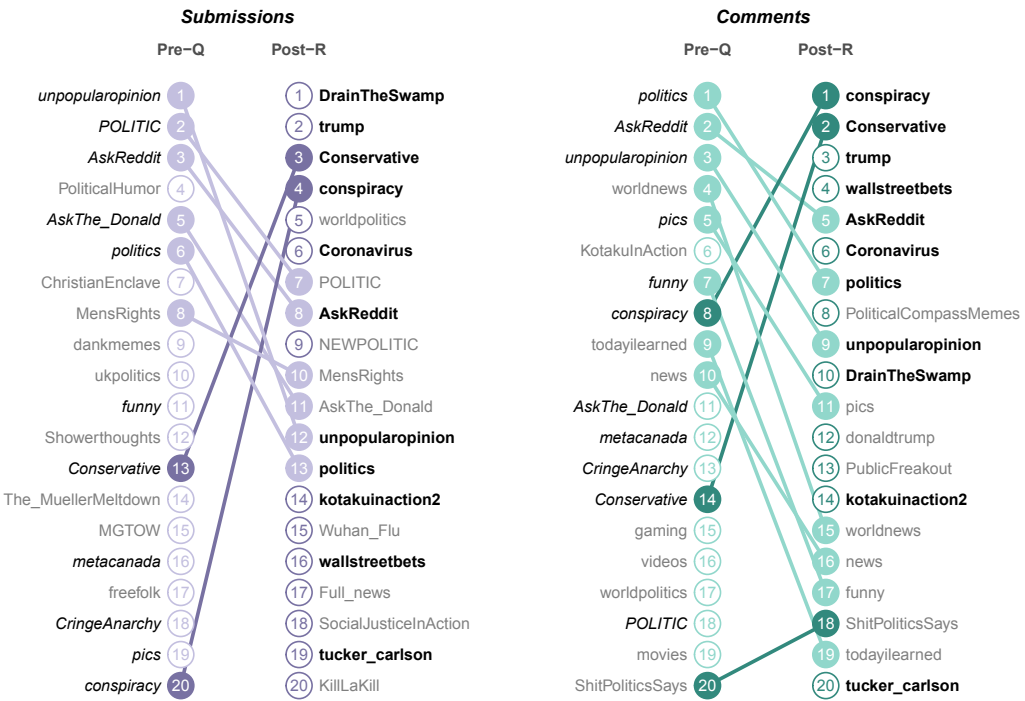 Submissions Comments
Pre−Q Post−R Pre−Q Post−R
unpopularopinion 1 1 DrainTheSwamp politics 1 1 conspiracy
POLITIC 2 2 trump AskReddit 2 2 Conservative
AskReddit 3 3 Conservative unpopularopinion 3 3 trump
PoliticalHumor 4 4 conspiracy worldnews 4 4 wallstreetbets
AskThe_Donald 5 5 worldpolitics pics 5 5 AskReddit
politics 6 6 Coronavirus KotakuInAction 6 6 Coronavirus
ChristianEnclave 7 7 POLITIC funny 7 7 politics
MensRights 8 8 AskReddit conspiracy 8 8 PoliticalCompassMemes
dankmemes 9 9 NEWPOLITIC todayilearned 9 9 unpopularopinion
ukpolitics 10 10 MensRights news 10 10 DrainTheSwamp
funny 11 11 AskThe_Donald AskThe_Donald 11 11 pics
Showerthoughts 12 12 unpopularopinion metacanada 12 12 donaldtrump
Conservative 13 13 politics CringeAnarchy 13 13 PublicFreakout
The_MuellerMeltdown 14 14 kotakuinaction2 Conservative 14 14 kotakuinaction2
MGTOW 15 15 Wuhan_Flu gaming 15 15 worldnews
metacanada 16 16 wallstreetbets videos 16 16 news
freefolk 17 17 Full_news worldpolitics 17 17 funny
CringeAnarchy 18 18 SocialJusticeInAction POLITIC 18 18 ShitPoliticsSays
pics 19 19 tucker_carlson movies 19 19 todayilearned
conspiracy 20 20 KillLaKill ShitPoliticsSays 20 20 tucker_carlson